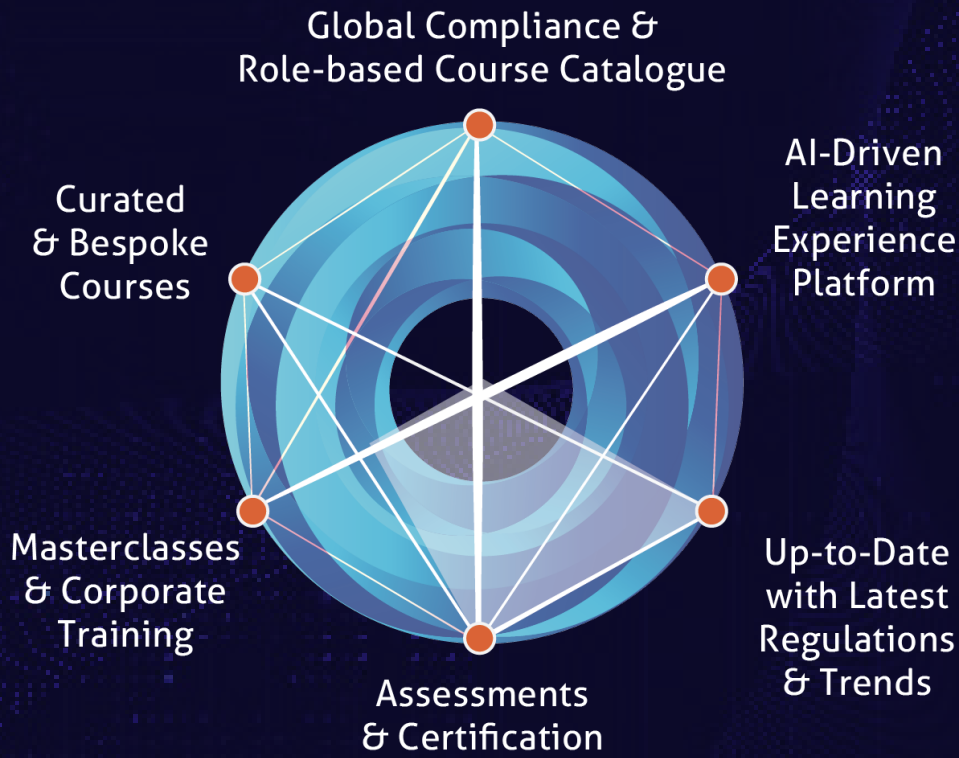 Global Compliance &
Role-based Course Catalogue
AI-Driven
Learning
Experience
Platform
Up-to-Date
with Latest
Regulations
& Trends
Assessments
& Certification
Masterclasses
& Corporate
Training
Curated
& Bespoke
Courses